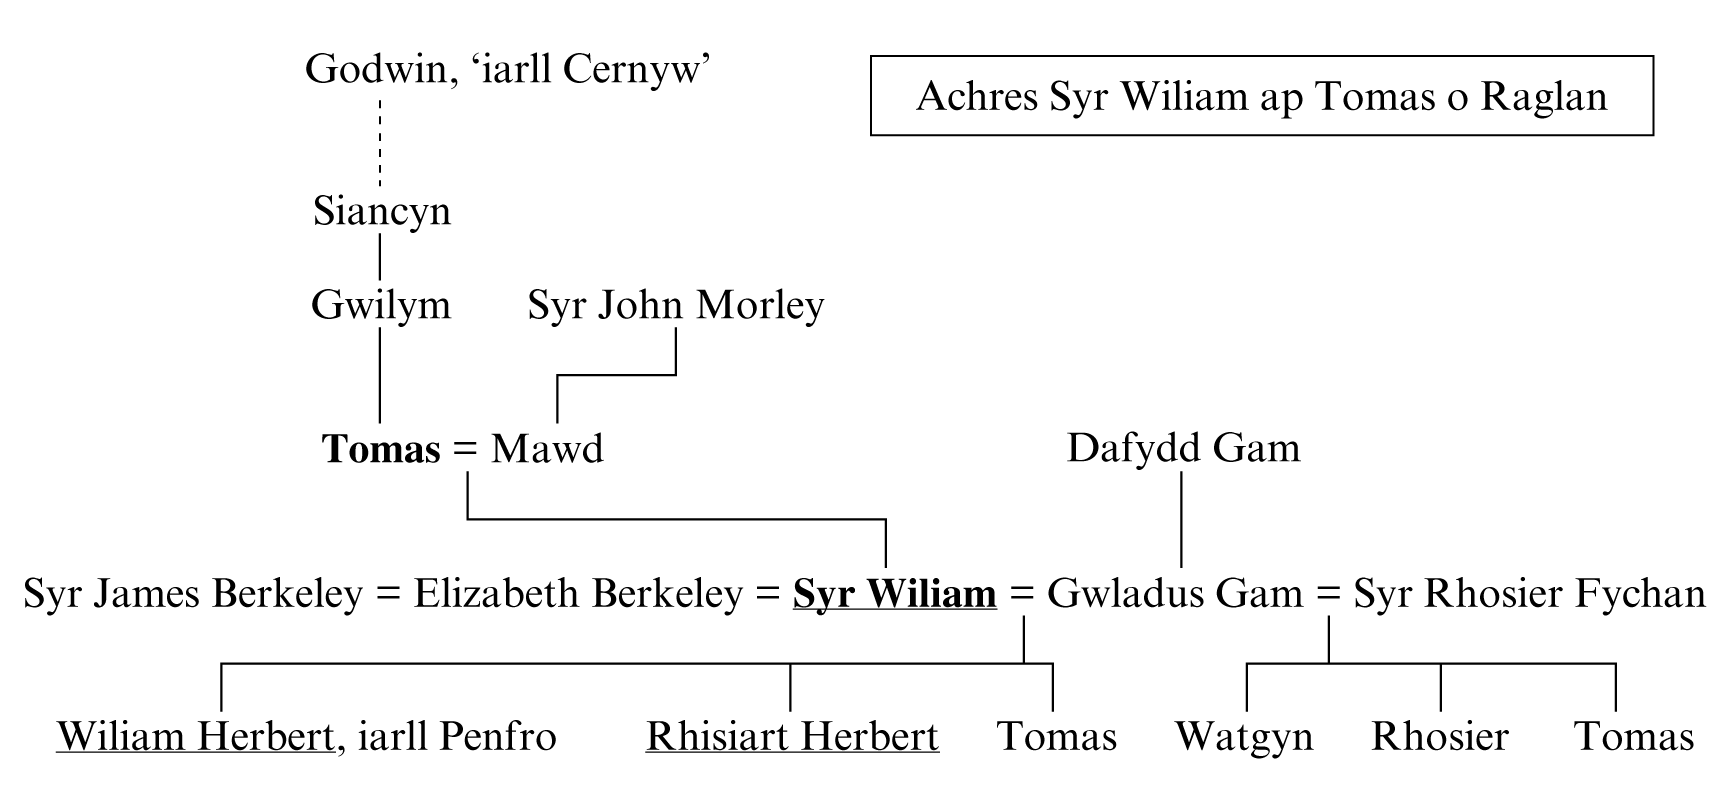 Godwin, ‘iarll Cernyw’
Achres Syr Wiliam ap Tomas o Raglan
Siancyn
Gwilym Syr John Morley
Tomas = Mawd Dafydd Gam
Syr James Berkeley = Elizabeth Berkeley = Syr Wiliam = Gwladus Gam = Syr Rhosier Fychan
Wiliam Herbert, iarll Penfro Rhisiart Herbert Tomas Watgyn Rhosier Tomas